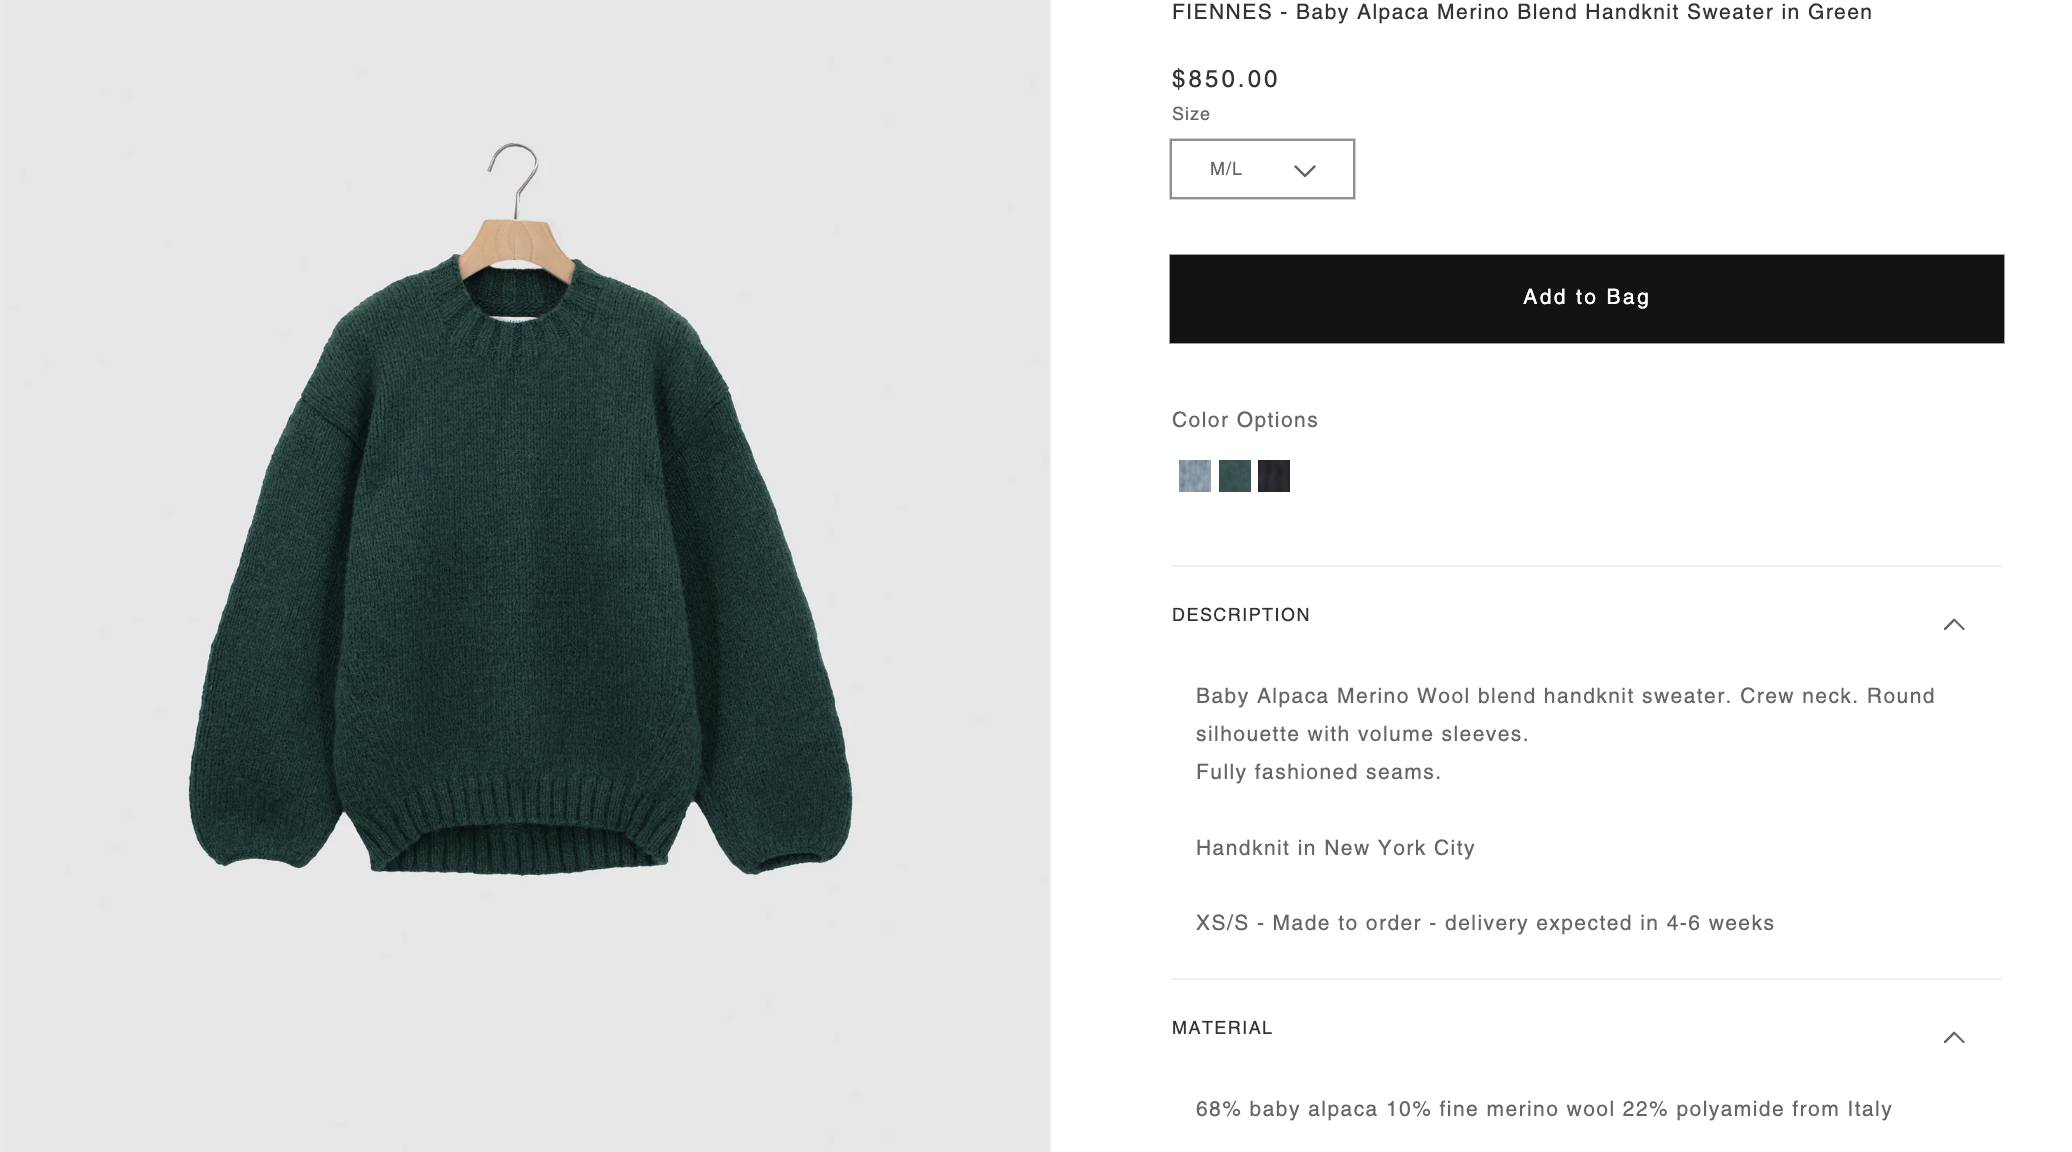 FIENNES - Baby Alpaca Merino Blend Handknit Sweater in Green
$850.00
Size
M/L
Add to Bag
Color Options
DESCRIPTION
Baby Alpaca Merino Wool blend handknit sweater. Crew neck. Round
silhouette with volume sleeves.
Fully fashioned seams.
Handknit in New York City
XS/S - Made to order - delivery expected in 4-6 weeks
MATERIAL
68% baby alpaca 10% fine merino wool 22% polyamide from Italy